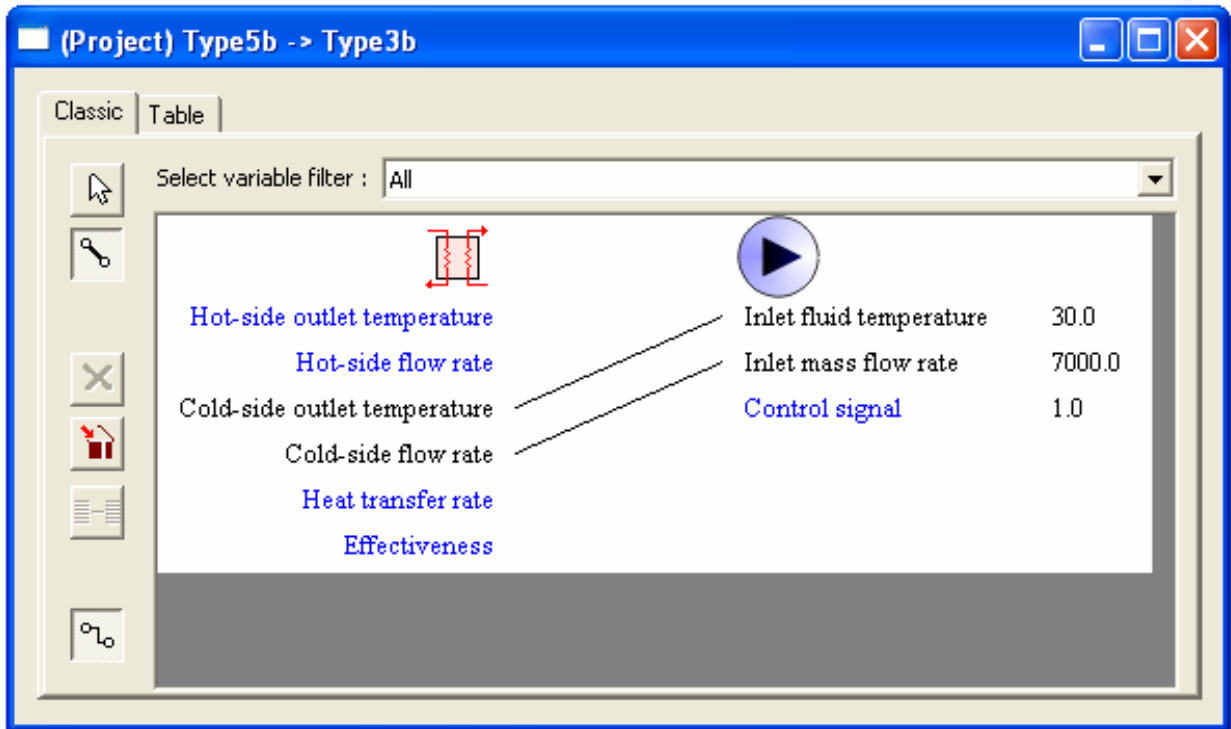 (Project) Type5b -> Type3b
Classic Table
Select variable filter : All
Hot-side outlet temperature Inlet fluid temperature 30.0
Hot-side flow rate Inlet mass flow rate 7000.0
Cold-side outlet temperature Control signal 1.0
Cold-side flow rate
Heat transfer rate
Effectiveness